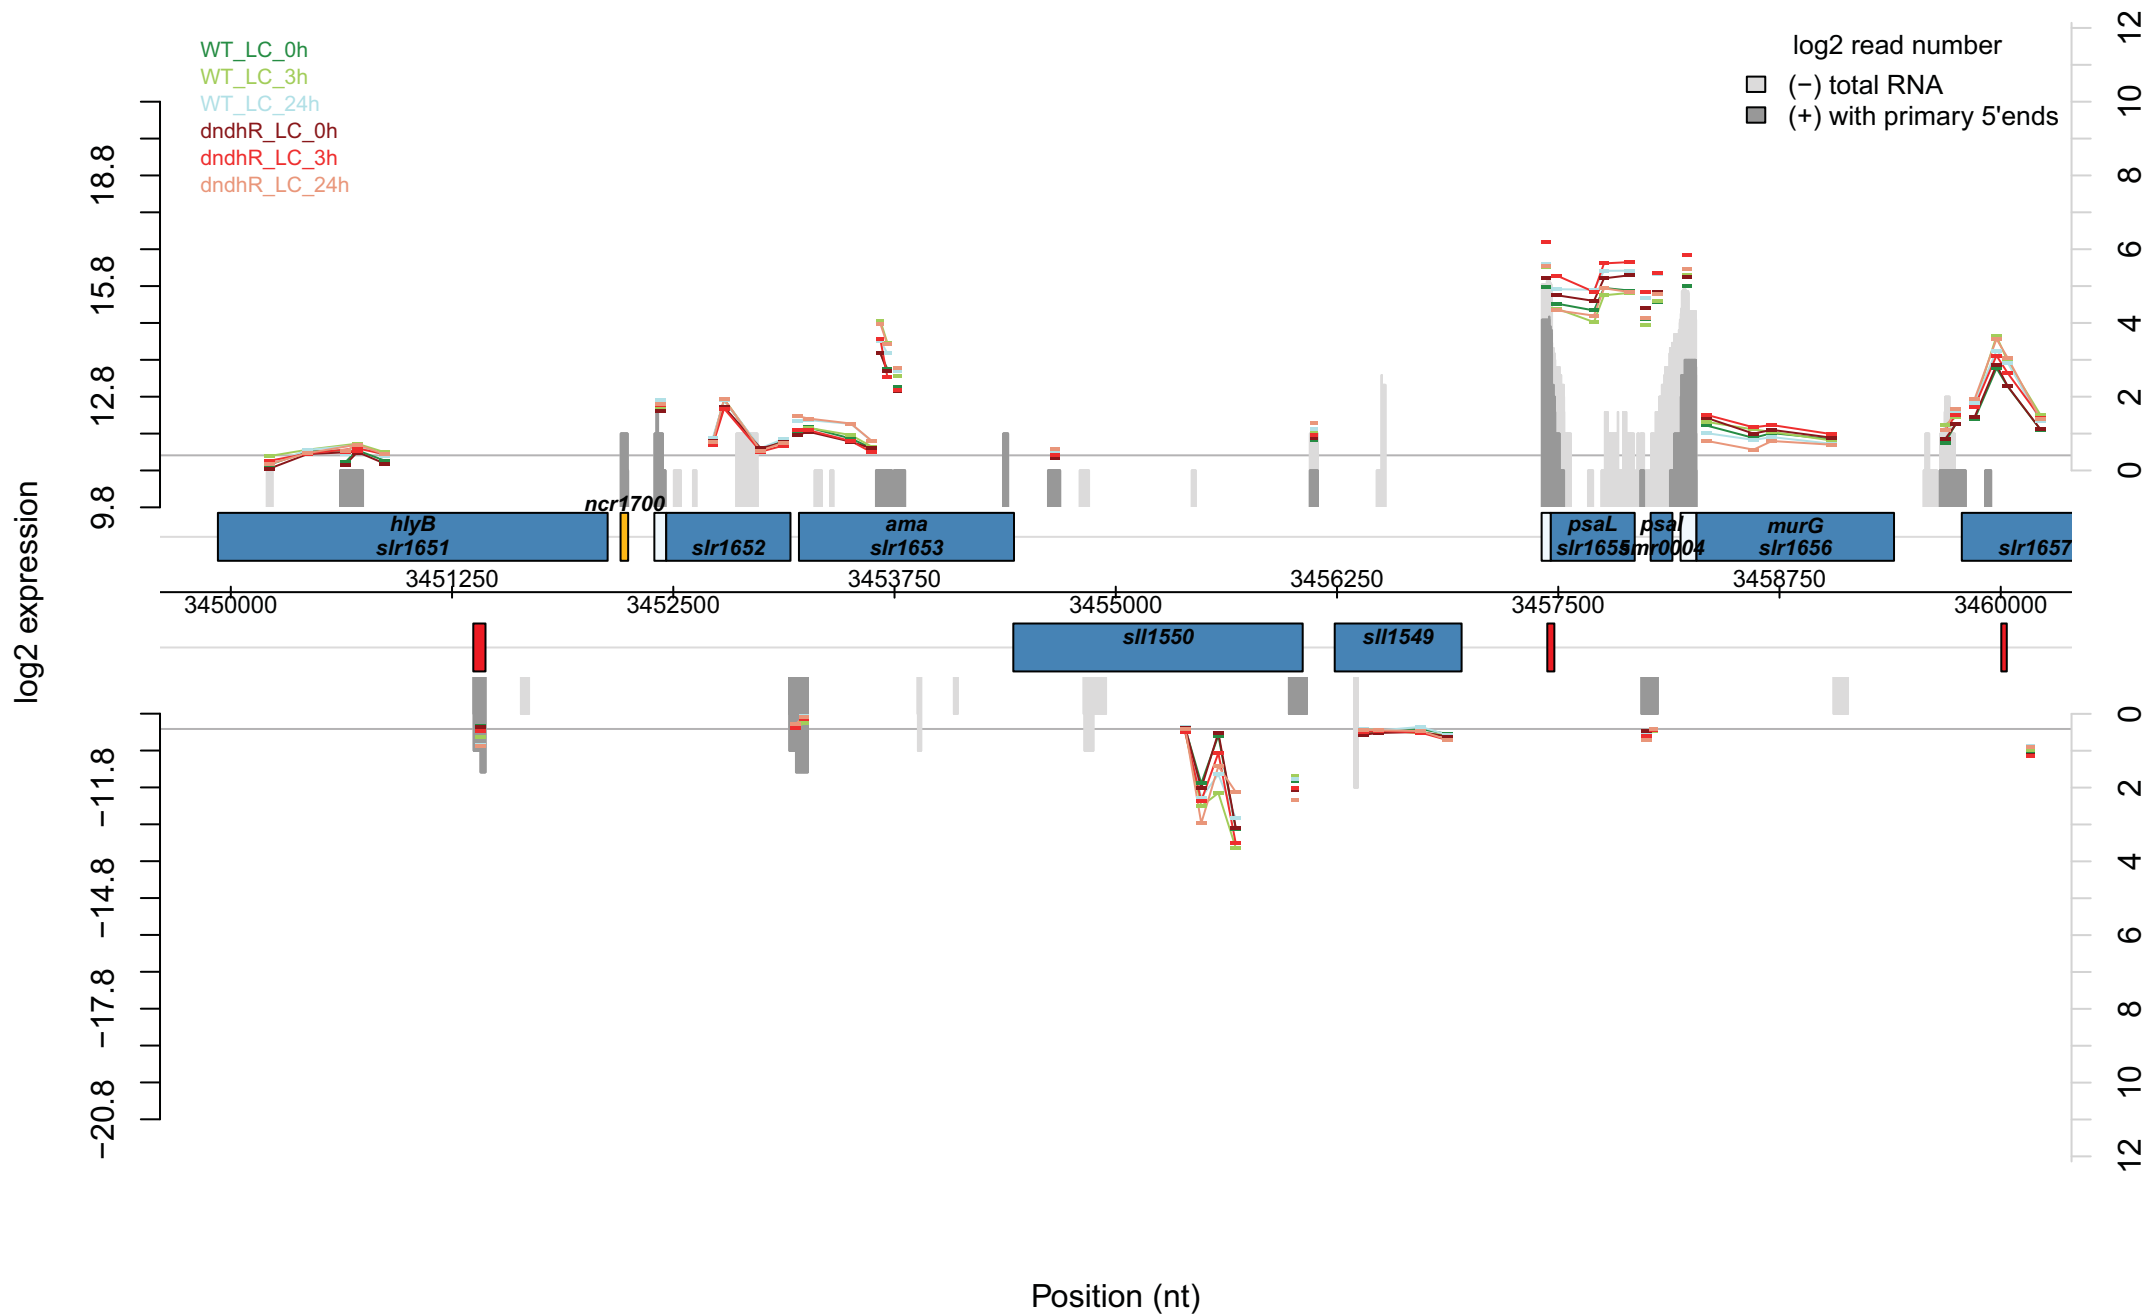 WT_LC_0h
WT_LC_3h
WT_LC_24h
dndhR_LC_0h
dndhR_LC_3h
dndhR_LC_24h
log2 read number
(−) total RNA
(+) with primary 5'ends
log2 expression
18.8
15.8
12.8
9.8
12
10
8
6
4
2
0
ncr1700
hlyB
slr1651
slr1652
ama
slr1653
psaL
slr1655
psaI
smr0004
murG
slr1656
slr1657
3451250
3453750
3456250
3458750
3450000
3452500
3455000
3457500
3460000
sll1550
sll1549
−11.8
−14.8
−17.8
−20.8
0
2
4
6
8
10
12
Position (nt)